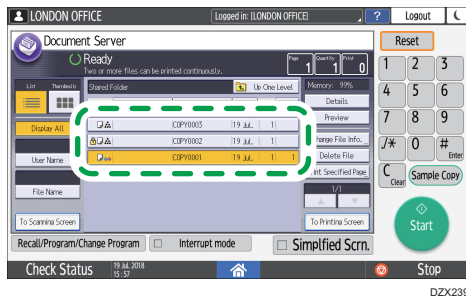 LONDON OFFICE
Logged in: [LONDON OFFICE]
?
Logout
Document Server
Reset
Ready
Two or more files can be printed continuously.
Page
1
Quantity
1
Print
0
List
Thumbnails
Shared Folder
Up One Level
Memory: 99%
Details
Preview
Display All
COPY0003
19 Jul.
1
Change File Info.
COPY0002
19 Jul.
1
User Name
COPY0001
19 Jul.
1
1
Delete File
Print Specified Page
File Name
1/1
To Scanning Screen
To Printing Screen
1
2
3
4
5
6
7
8
9
./*
0
#
Enter
C
Clear
Sample Copy
Start
Recall/Program/Change Program
Interrupt mode
Simplfied Scrn.
Check Status
19 Jul. 2018
15:57
Stop
DZX239